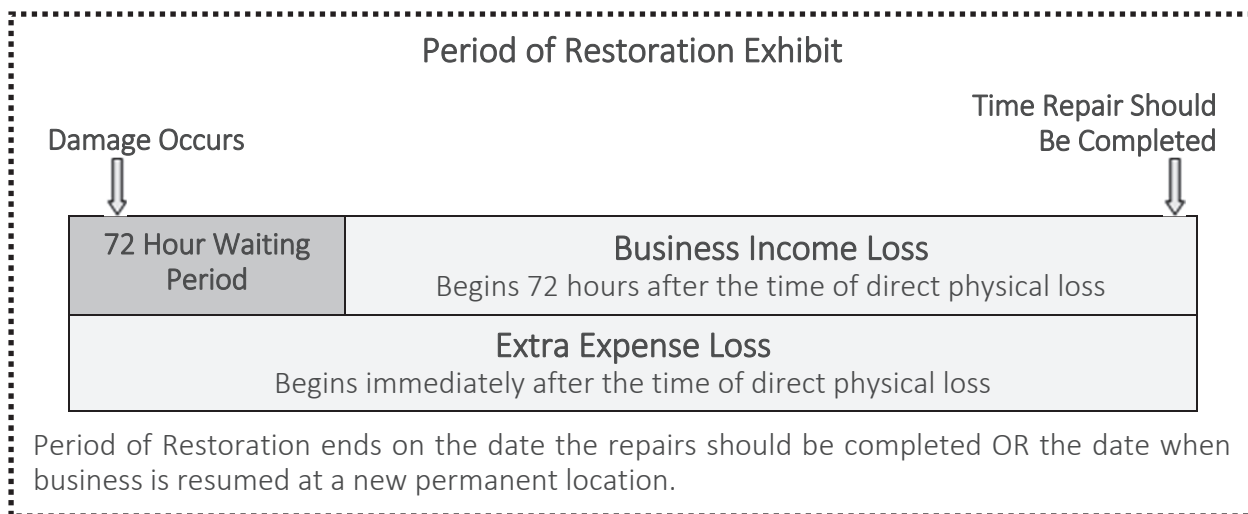 Period of Restoration Exhibit
Damage Occurs
Time Repair Should
Be Completed
72 Hour Waiting
Period
Business Income Loss
Begins 72 hours after the time of direct physical loss
Extra Expense Loss
Begins immediately after the time of direct physical loss
Period of Restoration ends on the date the repairs should be completed OR the date when
business is resumed at a new permanent location.